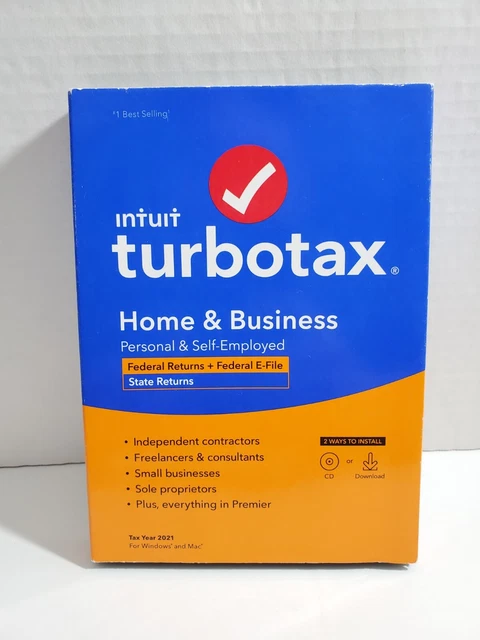 #1 Best Selling¹
intuit
turbotax®
Home & Business
Personal & Self-Employed
Federal Returns + Federal E-File
State Returns
• Independent contractors
• Freelancers & consultants
• Small businesses
• Sole proprietors
• Plus, everything in Premier
2 WAYS TO INSTALL
or
CD
Download
Tax Year 2021
For Windows® and Mac®